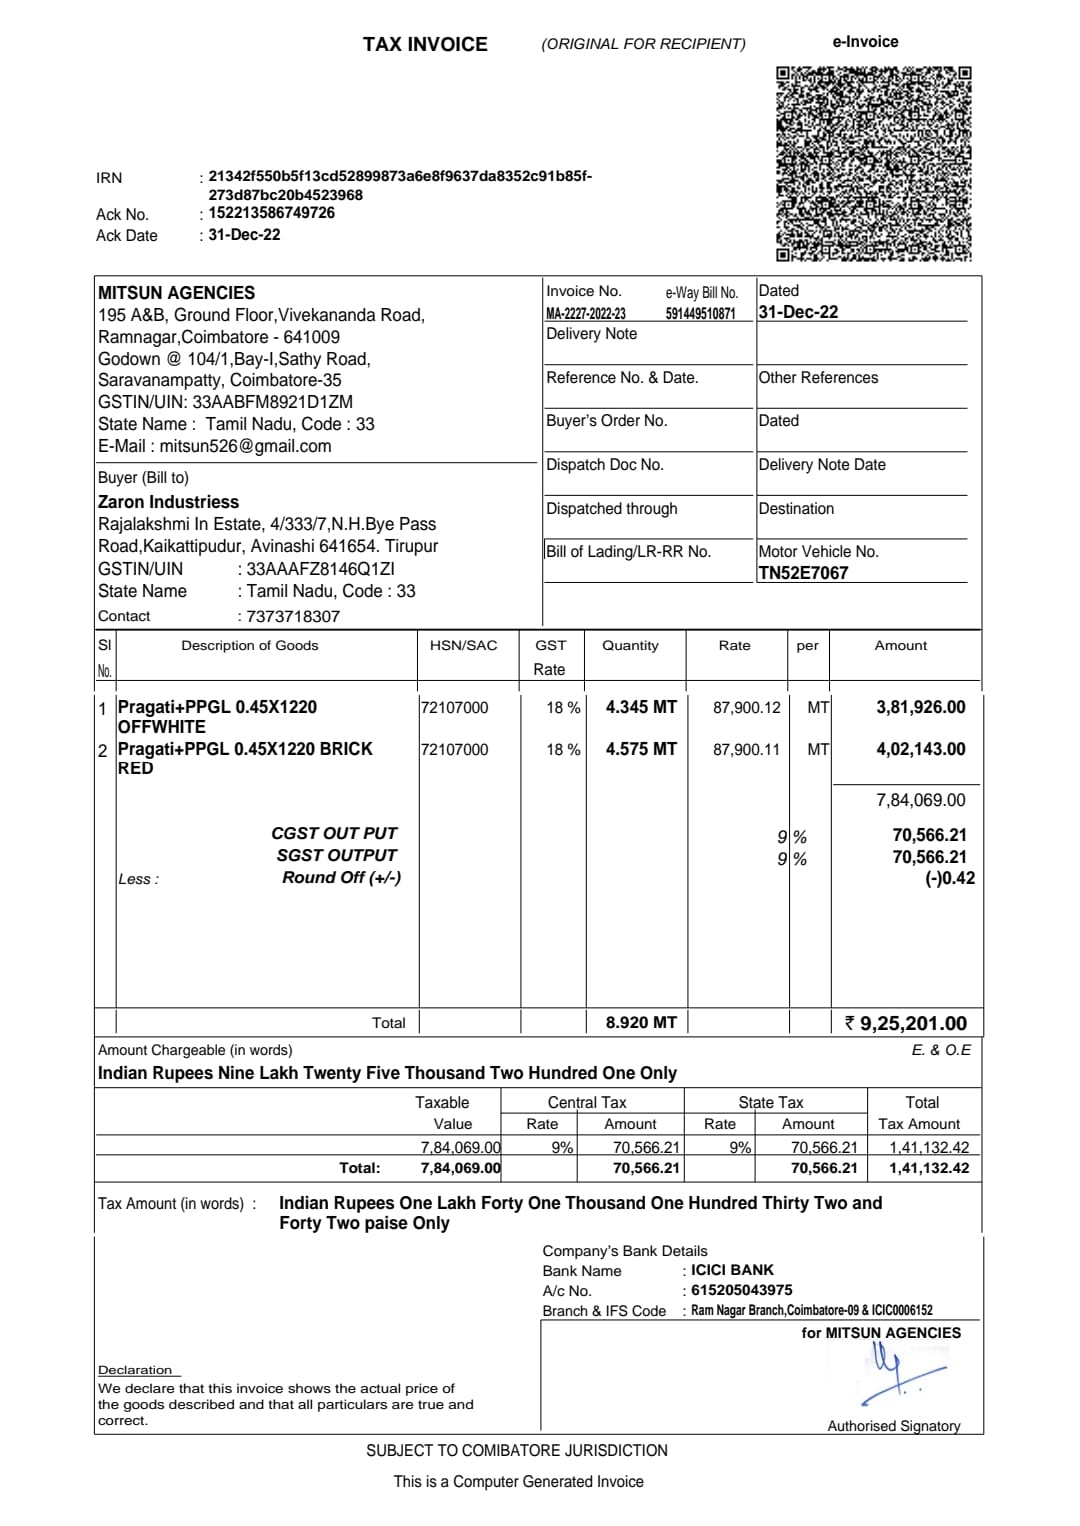 TAX INVOICE (ORIGINAL FOR RECIPIENT) e-Invoice
IRN : 21342f550b5f13cd52899873a6e8f9637da8352c91b85f-
273d87bc20b4523968
Ack No. : 152213586749726
Ack Date : 31-Dec-22
MITSUN AGENCIES
195 A&B, Ground Floor,Vivekananda Road,
Ramnagar,Coimbatore - 641009
Godown @ 104/1,Bay-I,Sathy Road,
Saravanampatty, Coimbatore-35
GSTIN/UIN: 33AABFM8921D1ZM
State Name : Tamil Nadu, Code : 33
E-Mail : mitsun526@gmail.com
Buyer (Bill to)
Zaron Industriess
Rajalakshmi In Estate, 4/333/7,N.H.Bye Pass
Road,Kaikattipudur, Avinashi 641654. Tirupur
GSTIN/UIN : 33AAAFZ8146Q1ZI
State Name : Tamil Nadu, Code : 33
Contact : 7373718307
Invoice No. e-Way Bill No. Dated
MA-2227-2022-23 591449510871 31-Dec-22
Delivery Note
Reference No. & Date. Other References
Buyer's Order No. Dated
Dispatch Doc No. Delivery Note Date
Dispatched through Destination
Bill of Lading/LR-RR No. Motor Vehicle No.
TN52E7067
SI Description of Goods HSN/SAC GST Quantity Rate per Amount
No. Rate
1 Pragati+PPGL 0.45X1220 72107000 18 % 4.345 MT 87,900.12 MT 3,81,926.00
OFFWHITE
2 Pragati+PPGL 0.45X1220 BRICK 72107000 18 % 4.575 MT 87,900.11 MT 4,02,143.00
RED
7,84,069.00
CGST OUT PUT 9 % 70,566.21
SGST OUTPUT 9 % 70,566.21
Less : Round Off (+/-) (-)0.42
Total 8.920 MT ₹ 9,25,201.00
Amount Chargeable (in words) E. & O.E
Indian Rupees Nine Lakh Twenty Five Thousand Two Hundred One Only
Taxable Central Tax State Tax Total
Value Rate Amount Rate Amount Tax Amount
7,84,069.00 9% 70,566.21 9% 70,566.21 1,41,132.42
Total: 7,84,069.00 70,566.21 70,566.21 1,41,132.42
Tax Amount (in words) : Indian Rupees One Lakh Forty One Thousand One Hundred Thirty Two and
Forty Two paise Only
Company's Bank Details
Bank Name : ICICI BANK
A/c No. : 615205043975
Branch & IFS Code : Ram Nagar Branch,Coimbatore-09 & ICIC0006152
for MITSUN AGENCIES
Declaration
We declare that this invoice shows the actual price of
the goods described and that all particulars are true and
correct.
Authorised Signatory
SUBJECT TO COMIBATORE JURISDICTION
This is a Computer Generated Invoice